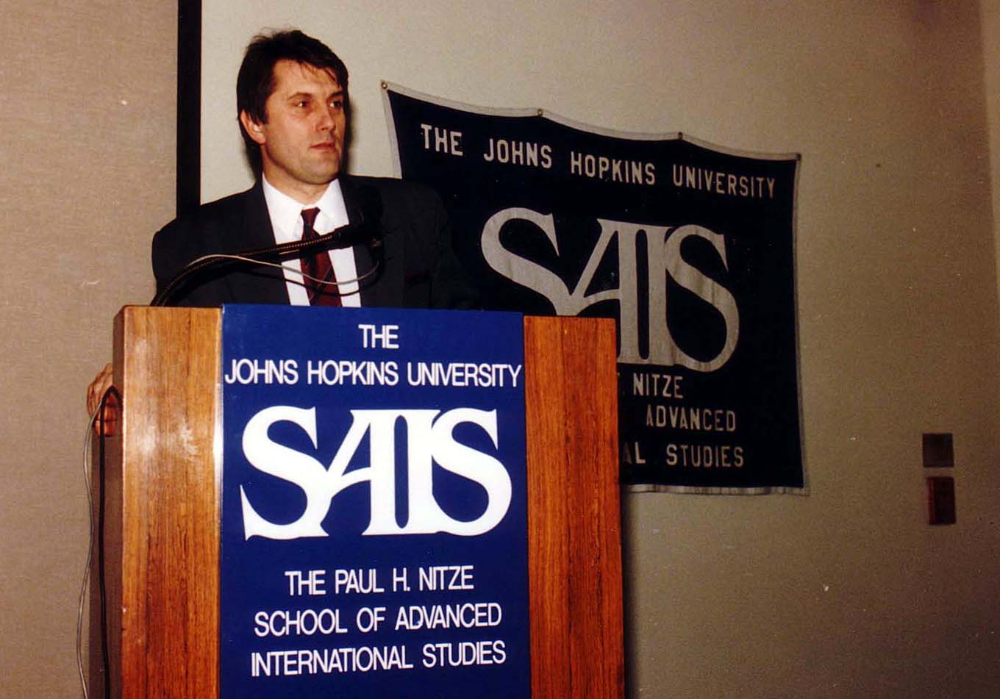 THE JOHNS HOPKINS UNIVERSITY
SAIS
NITZE
ADVANCED
STUDIES
THE
JOHNS HOPKINS UNIVERSITY
SAIS
THE PAUL H. NITZE
SCHOOL OF ADVANCED
INTERNATIONAL STUDIES